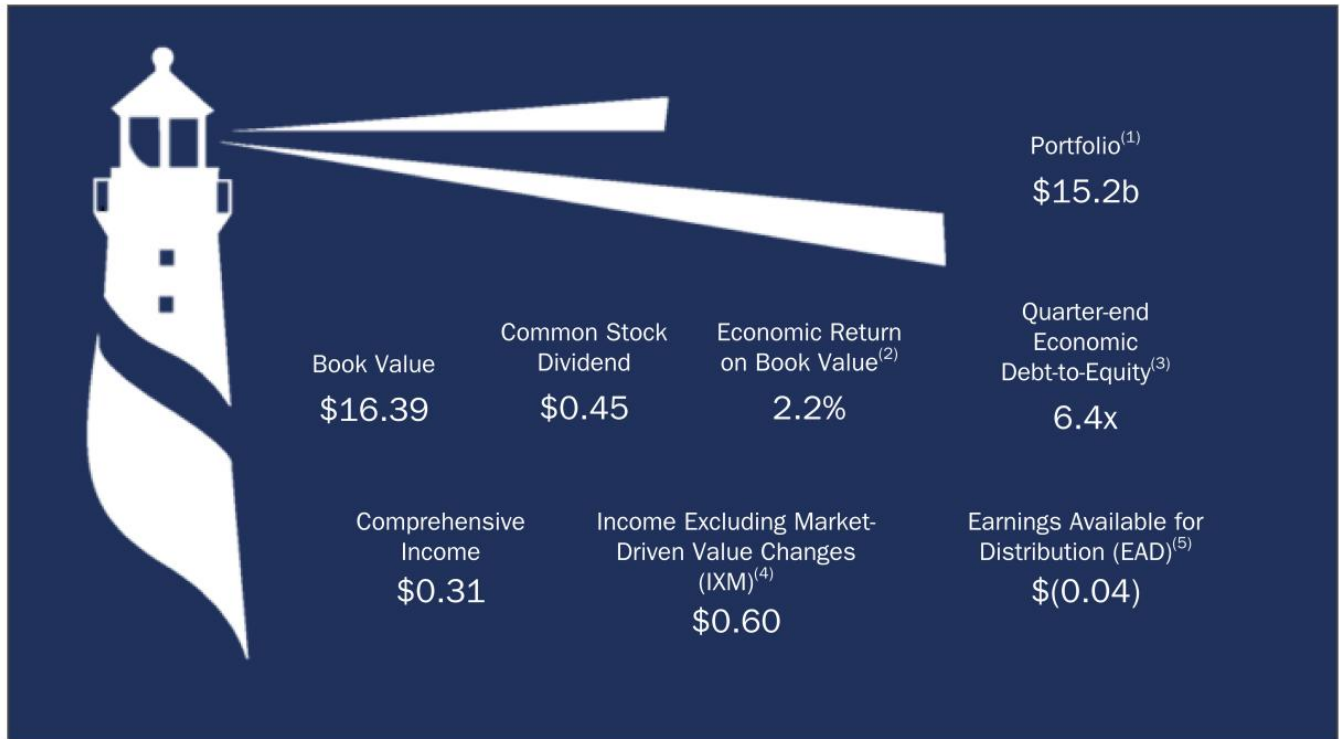 Portfolio(1)
$15.2b
Book Value
$16.39
Common Stock
Dividend
$0.45
Economic Return
on Book Value(2)
2.2%
Quarter-end
Economic
Debt-to-Equity(3)
6.4x
Comprehensive
Income
$0.31
Income Excluding Market-
Driven Value Changes
(IXM)(4)
$0.60
Earnings Available for
Distribution (EAD)(5)
$(0.04)